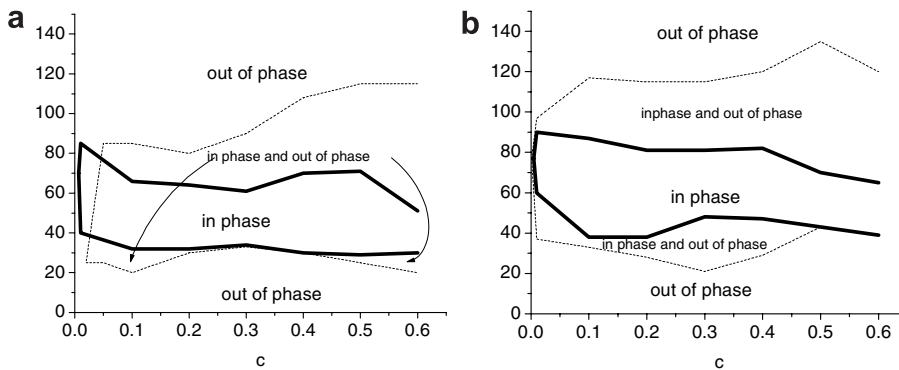 a
140
120
100
80
60
40
20
0
0.0 0.1 0.2 0.3 0.4 0.5 0.6
c
out of phase
in phase and out of phase
in phase
out of phase
b
140
120
100
80
60
40
20
0
0.0 0.1 0.2 0.3 0.4 0.5 0.6
c
out of phase
inphase and out of phase
in phase
in phase and out of phase
out of phase